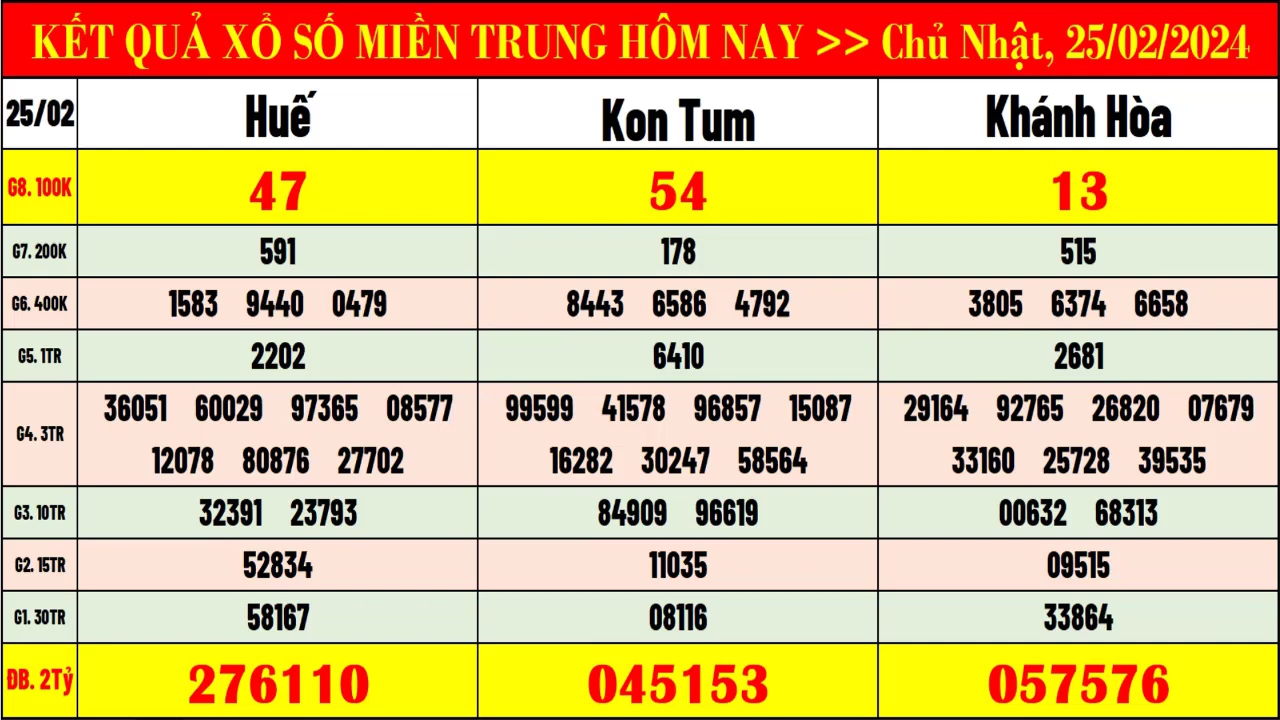 KẾT QUẢ XỔ SỐ MIỀN TRUNG HÔM NAY >> Chủ Nhật, 25/02/2024
25/02 Huế Kon Tum Khánh Hòa
G8. 100K 47 54 13
G7. 200K 591 178 515
G6. 400K 1583 9440 0479 8443 6586 4792 3805 6374 6658
G5. 1TR 2202 6410 2681
G4. 3TR 36051 60029 97365 08577 99599 41578 96857 15087 29164 92765 26820 07679
12078 80876 27702 16282 30247 58564 33160 25728 39535
G3. 10TR 32391 23793 84909 96619 00632 68313
G2. 15TR 52834 11035 09515
G1. 30TR 58167 08116 33864
ĐB. 2Tỷ 276110 045153 057576